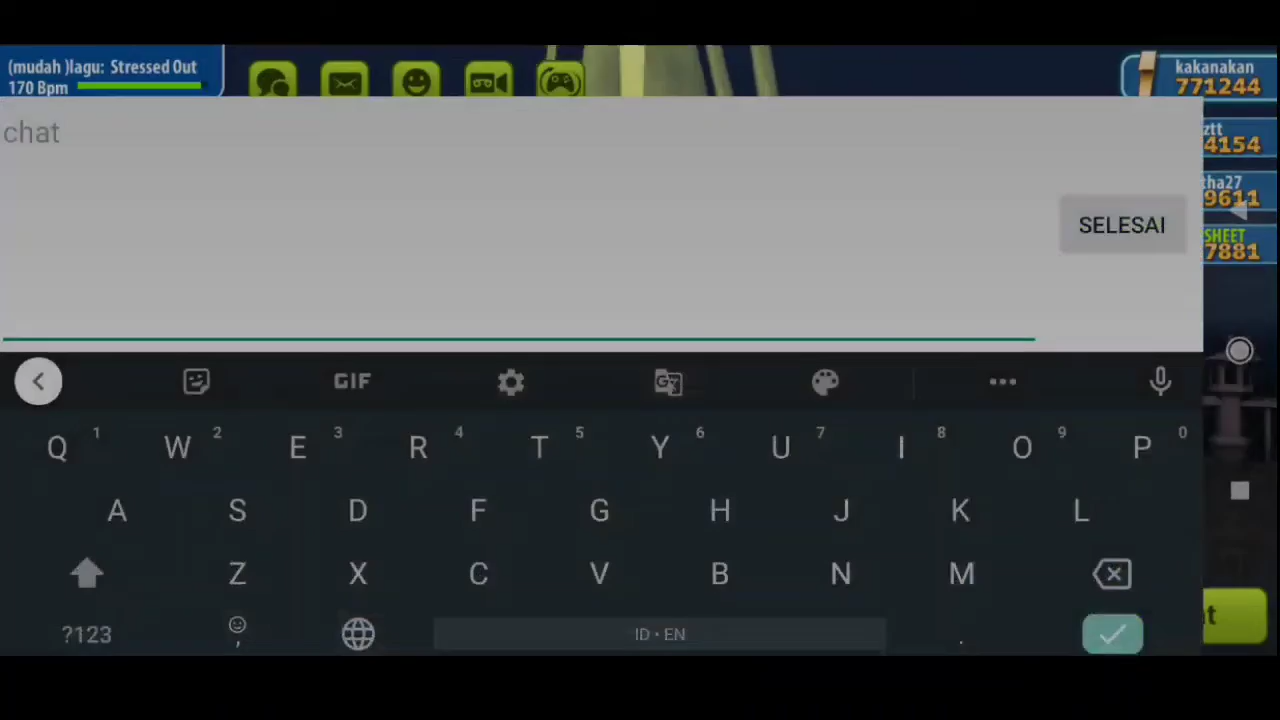 (mudah )lagu: Stressed Out
170 Bpm
kakanakan
771244
ztt
4154
tha27
9611
SHEET
7881
chat
SELESAI
GIF
Q 1 W 2 E 3 R 4 T 5 Y 6 U 7 I 8 O 9 P 0
A S D F G H J K L
Z X C V B N M
?123 , ID • EN .